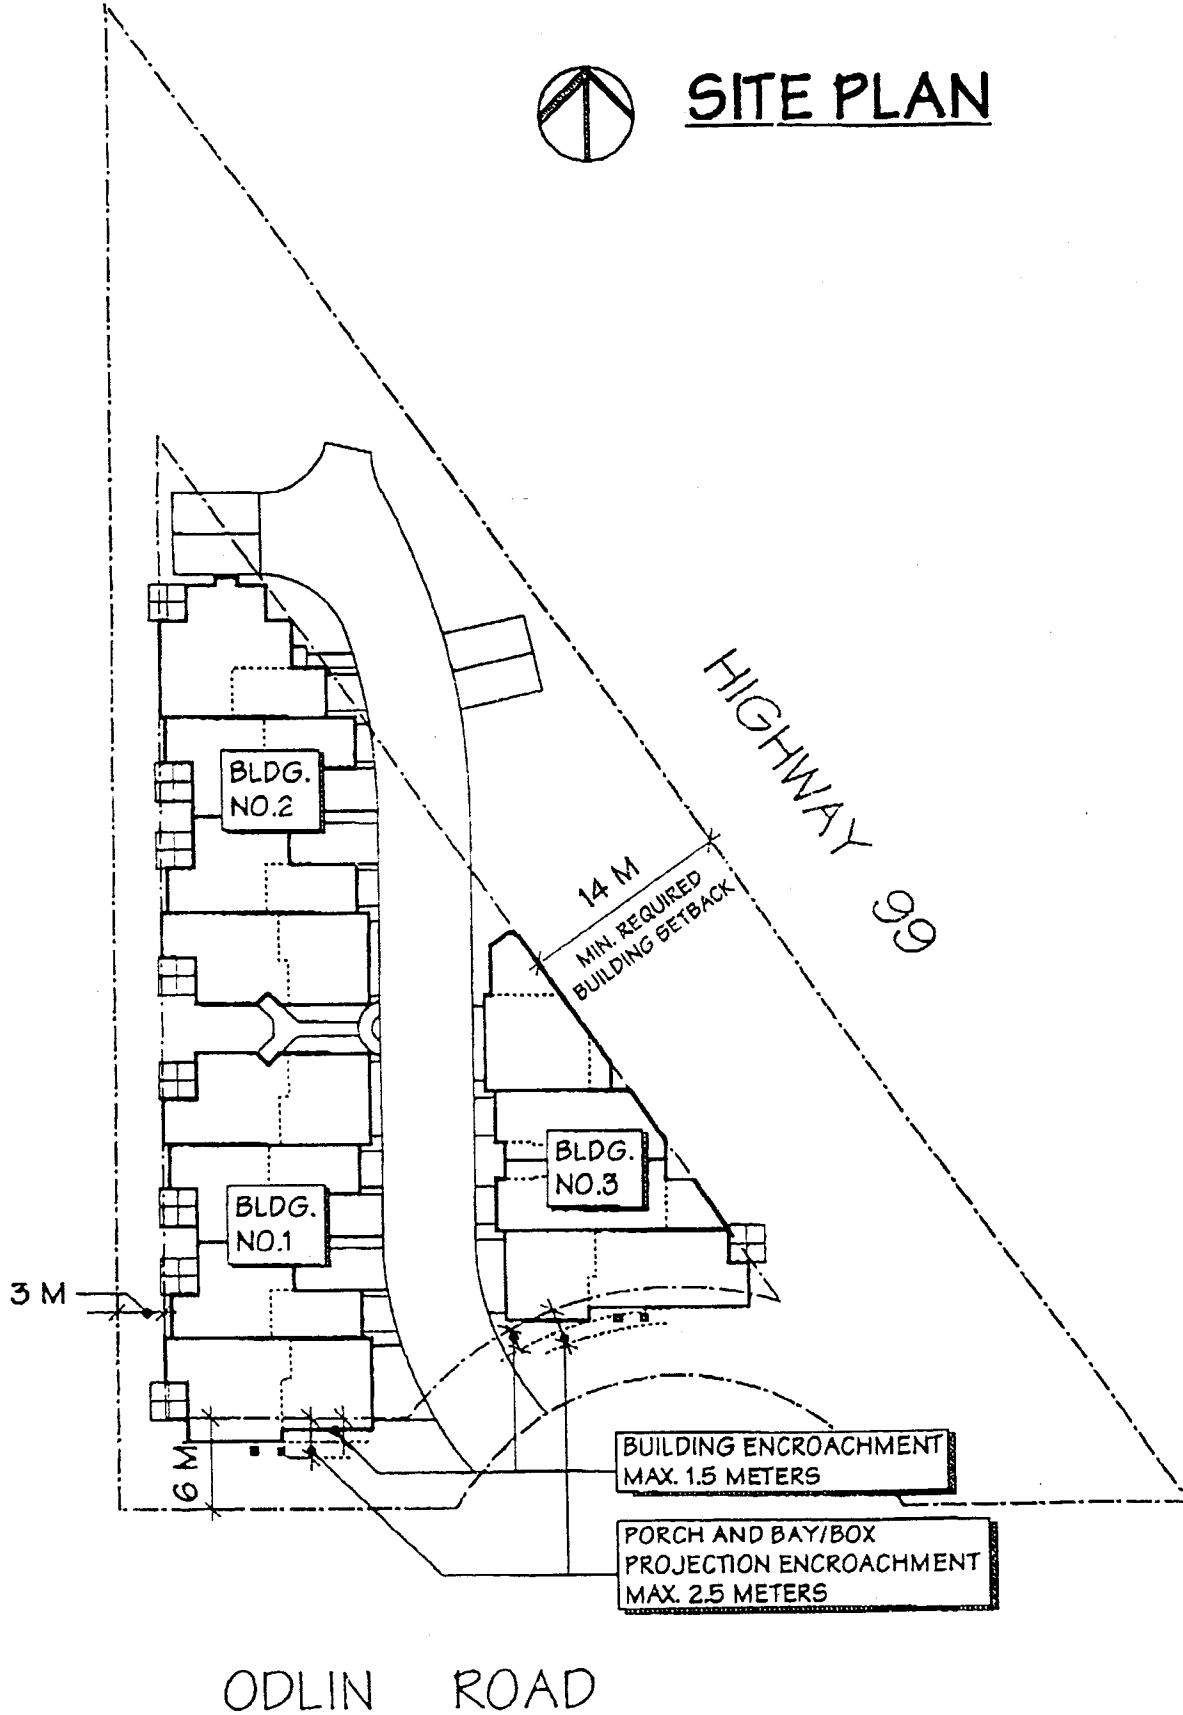 SITE PLAN
HIGHWAY 99
BLDG.
NO.2
14 M
MIN. REQUIRED
BUILDING SETBACK
BLDG.
NO.3
BLDG.
NO.1
3 M
6 M
BUILDING ENCROACHMENT
MAX. 1.5 METERS
PORCH AND BAY/BOX
PROJECTION ENCROACHMENT
MAX. 2.5 METERS
ODLIN ROAD